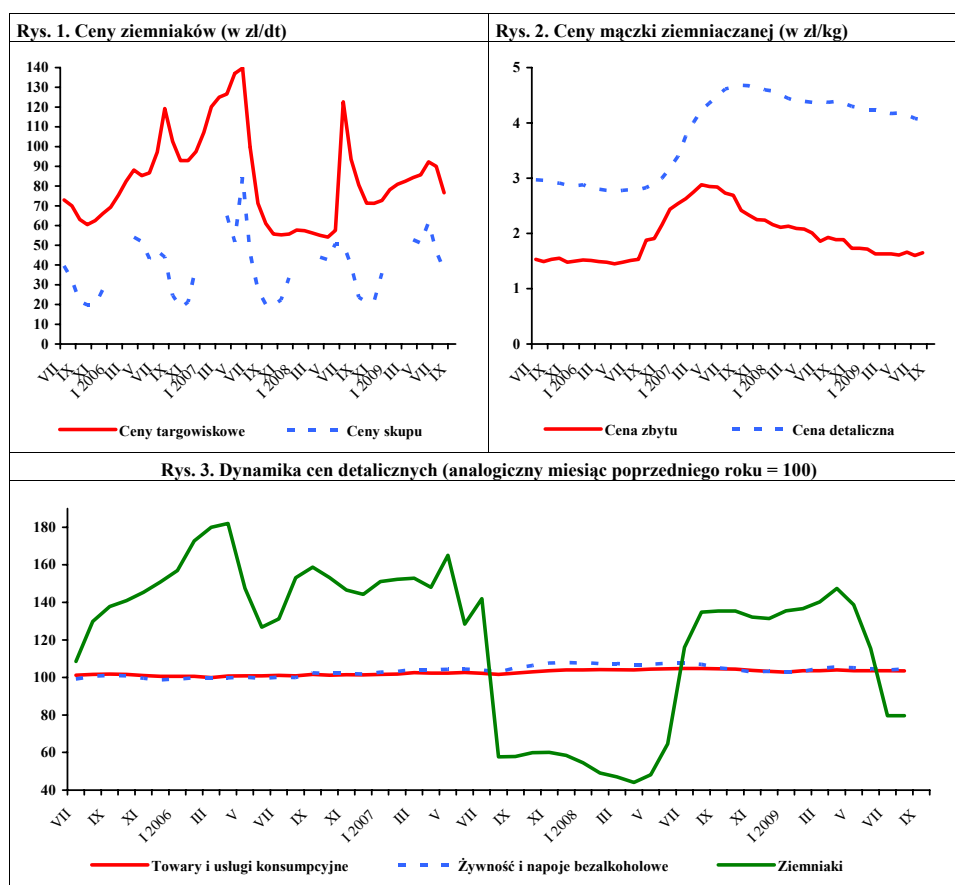 Rys. 1. Ceny ziemniaków (w zł/dt)
140
130
120
110
100
90
80
70
60
50
40
30
20
10
0
VII
IX
XI
I 2006
III
V
VII
IX
XI
I 2007
III
V
VII
IX
XI
I 2008
III
V
VII
IX
XI
I 2009
III
V
VII
IX
Ceny targowiskowe
Ceny skupu
Rys. 2. Ceny mączki ziemniaczanej (w zł/kg)
5
4
3
2
1
0
VII
IX
XI
I 2006
III
V
VII
IX
XI
I 2007
III
V
VII
IX
XI
I 2008
III
V
VII
IX
XI
I 2009
III
V
VII
IX
Cena zbytu
Cena detaliczna
Rys. 3. Dynamika cen detalicznych (analogiczny miesiąc poprzedniego roku = 100)
180
160
140
120
100
80
60
40
VII
IX
XI
I 2006
III
V
VII
IX
XI
I 2007
III
V
VII
IX
XI
I 2008
III
V
VII
IX
XI
I 2009
III
V
VII
IX
Towary i usługi konsumpcyjne
Żywność i napoje bezalkoholowe
Ziemniaki